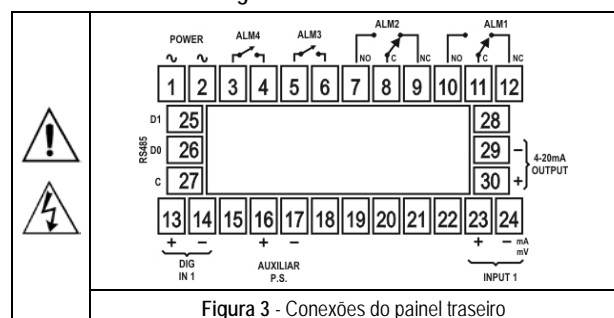 POWER ALM4 ALM3 ALM2 ALM1
NO C NC NO C NC
1 2 3 4 5 6 7 8 9 10 11 12
D1 25 28
RS485 D0 26 29 – 4-20mA
OUTPUT
C 27 30 +
13 14 15 16 17 18 19 20 21 22 23 24
+ – + – + – mA
mV
DIG
IN 1
AUXILIAR
P.S.
INPUT 1
Figura 3 - Conexões do painel traseiro